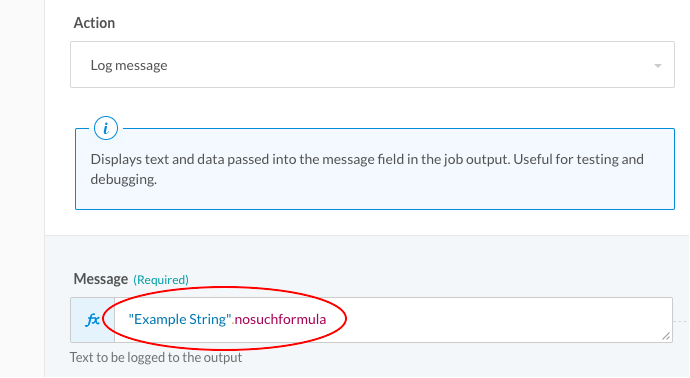 Action
Log message
i
Displays text and data passed into the message field in the job output. Useful for testing and
debugging.
Message (Required)
fx "Example String".nosuchformula
Text to be logged to the output